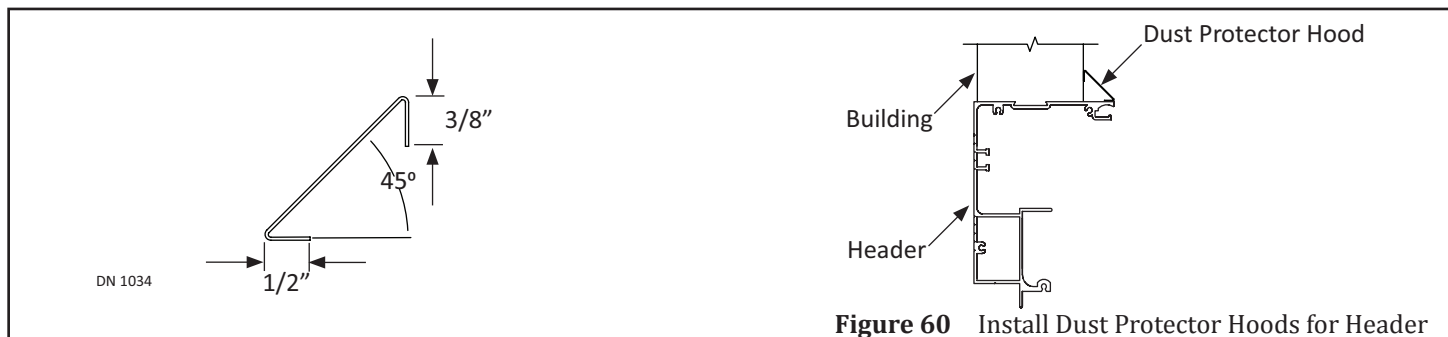 Dust Protector Hood
3/8”
Building
45º
Header
1/2”
DN 1034
Figure 60 Install Dust Protector Hoods for Header